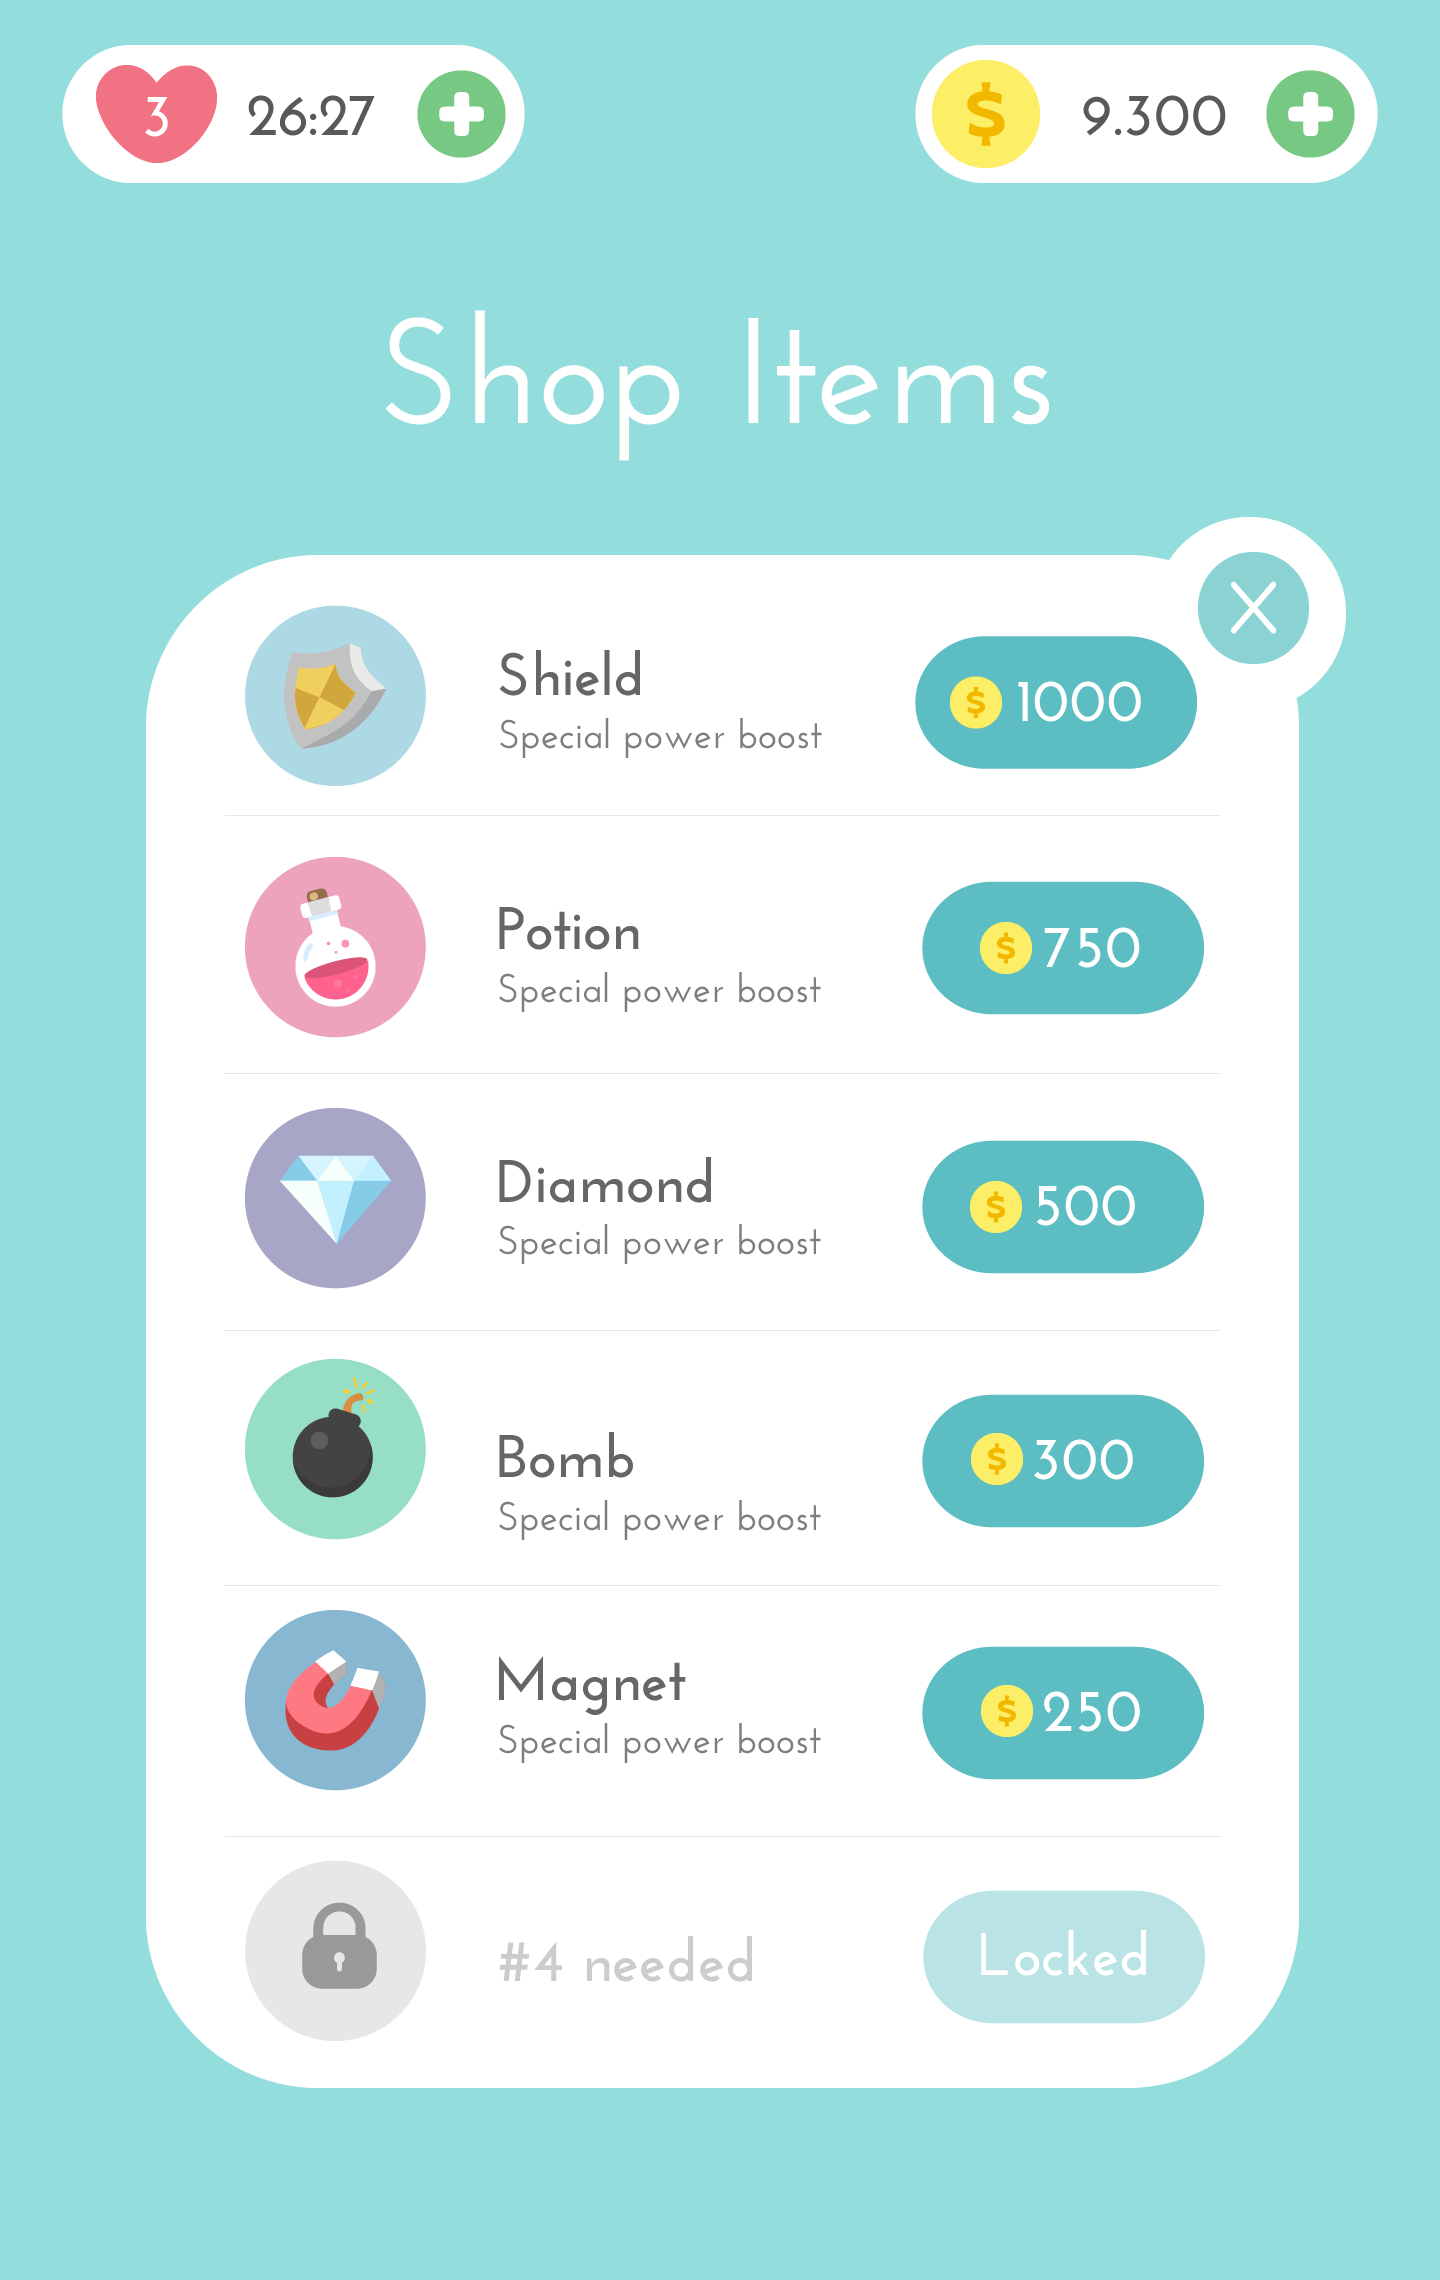 3 26:27
$ 9.300
Shop Items
X
Shield
Special power boost
$ 1000
Potion
Special power boost
$ 750
Diamond
Special power boost
$ 500
Bomb
Special power boost
$ 300
Magnet
Special power boost
$ 250
#4 needed
Locked